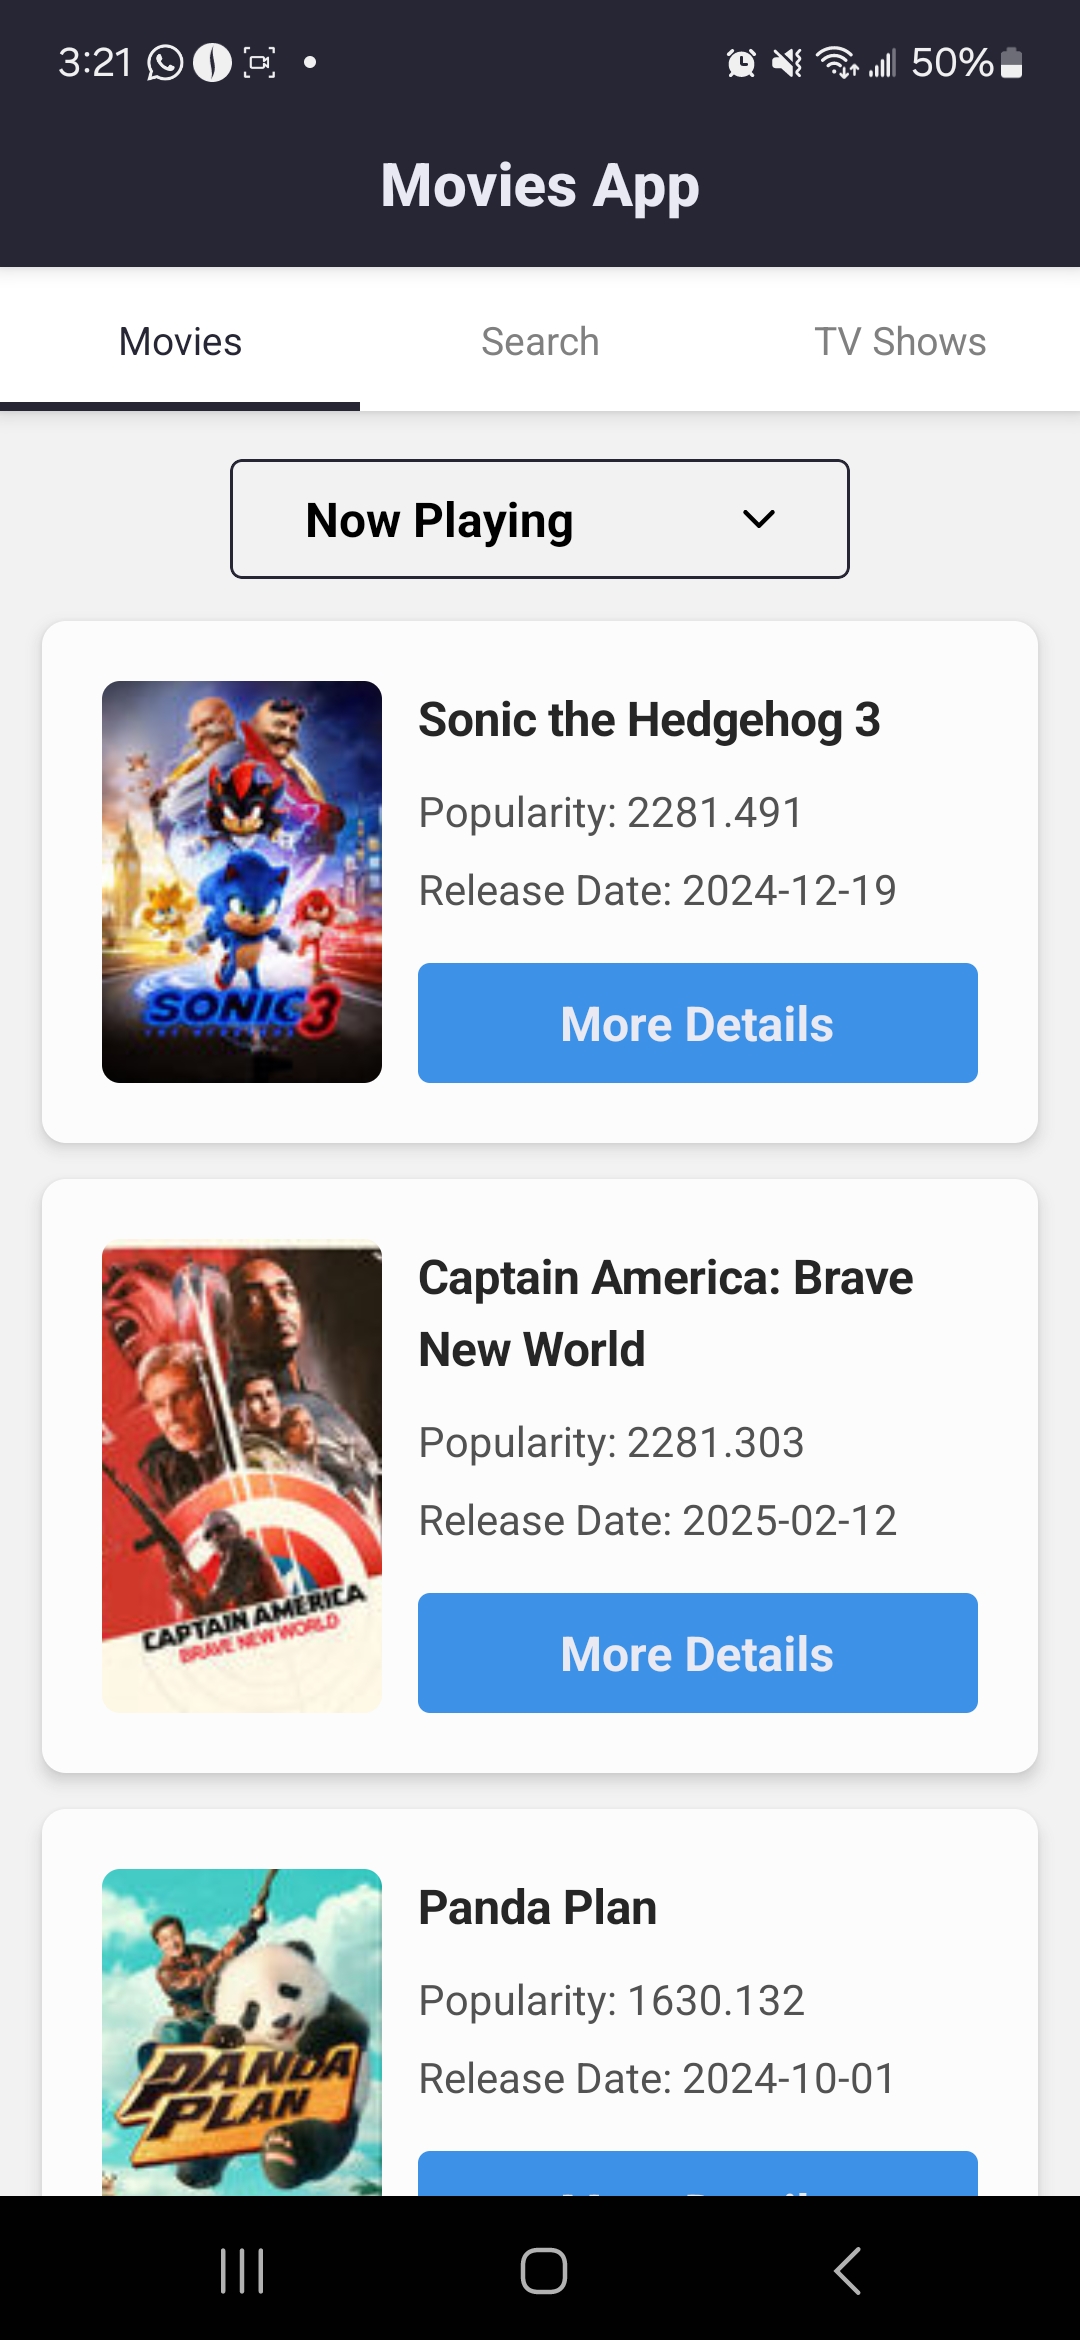 3:21
50%
Movies App
Movies
Search
TV Shows
Now Playing
SONIC 3
Sonic the Hedgehog 3
Popularity: 2281.491
Release Date: 2024-12-19
More Details
Captain America: Brave
New World
Popularity: 2281.303
Release Date: 2025-02-12
More Details
CAPTAIN AMERICA
BRAVE NEW WORLD
Panda Plan
Popularity: 1630.132
Release Date: 2024-10-01
PANDA
PLAN